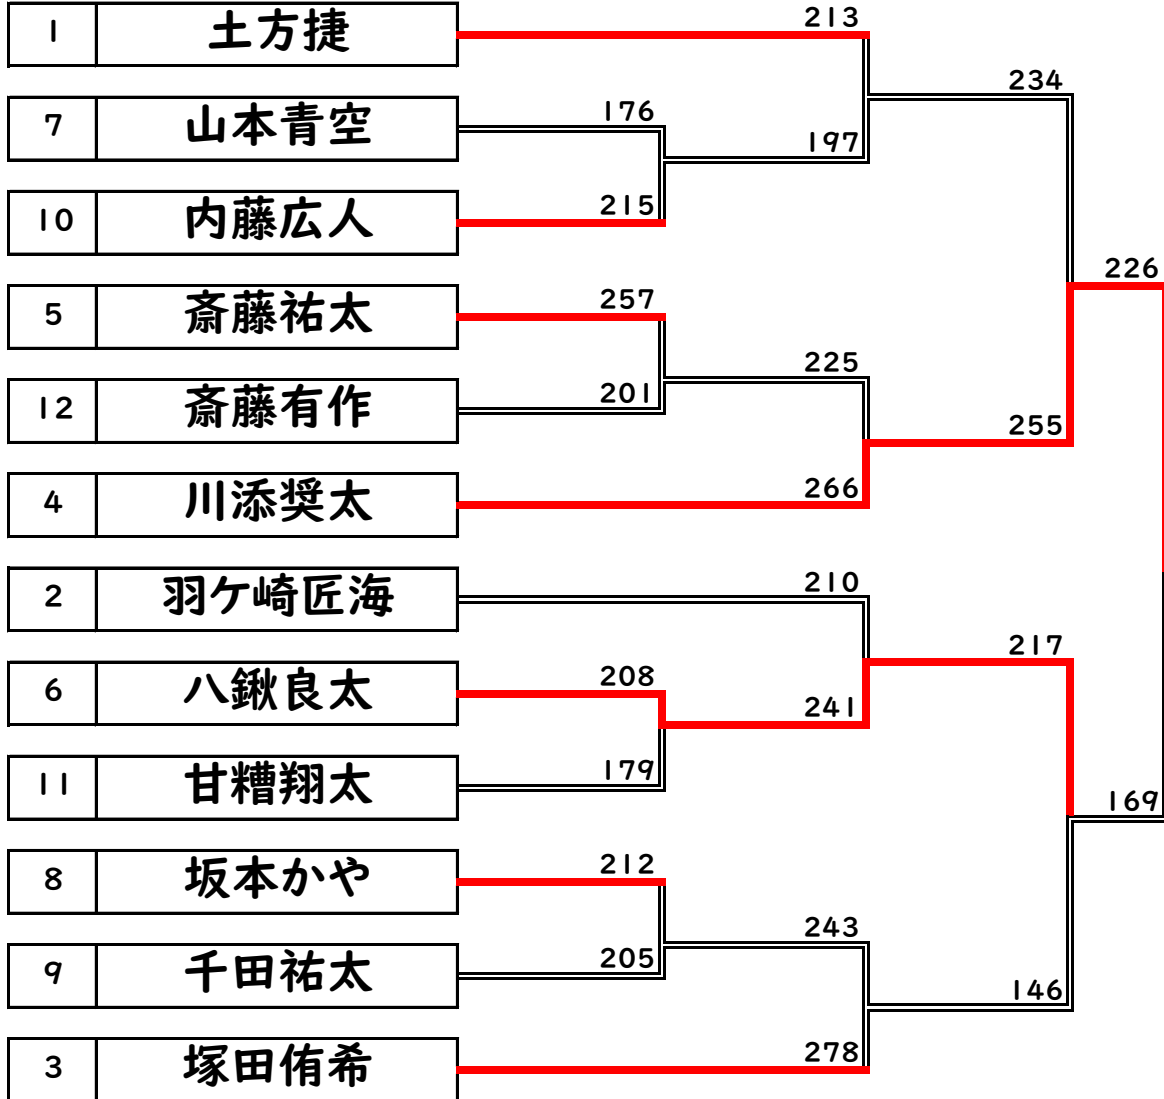 1 土方捷 213
234
7 山本青空 176
197
10 内藤広人 215
226
5 斎藤祐太 257
225
12 斎藤有作 201
255
4 川添奨太 266
2 羽ケ崎匠海 210
217
6 八鍬良太 208
241
11 甘糟翔太 179
169
8 坂本かや 212
243
9 千田祐太 205
146
3 塚田侑希 278